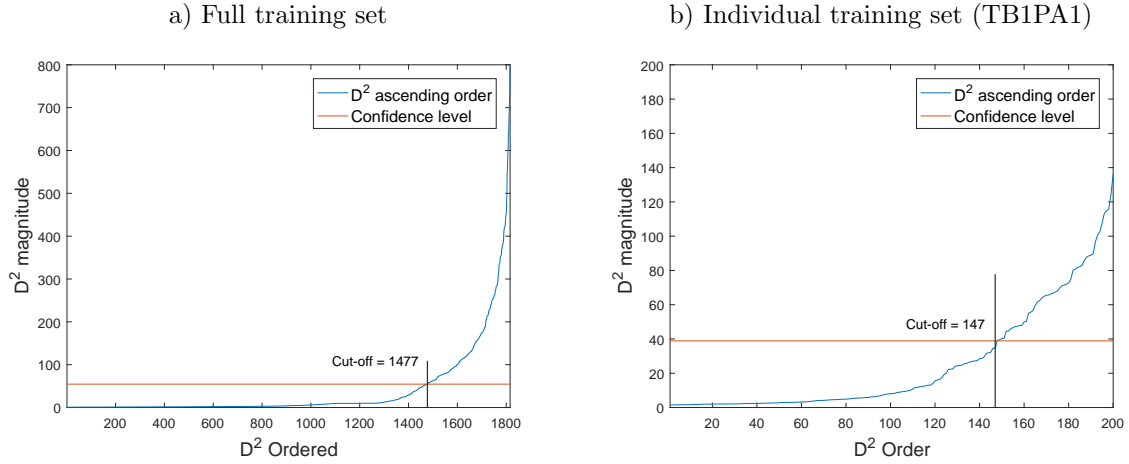 a) Full training set
800
700
600
500
400
300
200
100
0
D² magnitude
200 400 600 800 1000 1200 1400 1600 1800
D² Ordered
D² ascending order
Confidence level
Cut-off = 1477
b) Individual training set (TB1PA1)
200
180
160
140
120
100
80
60
40
20
0
D² magnitude
20 40 60 80 100 120 140 160 180 200
D² Order
D² ascending order
Confidence level
Cut-off = 147